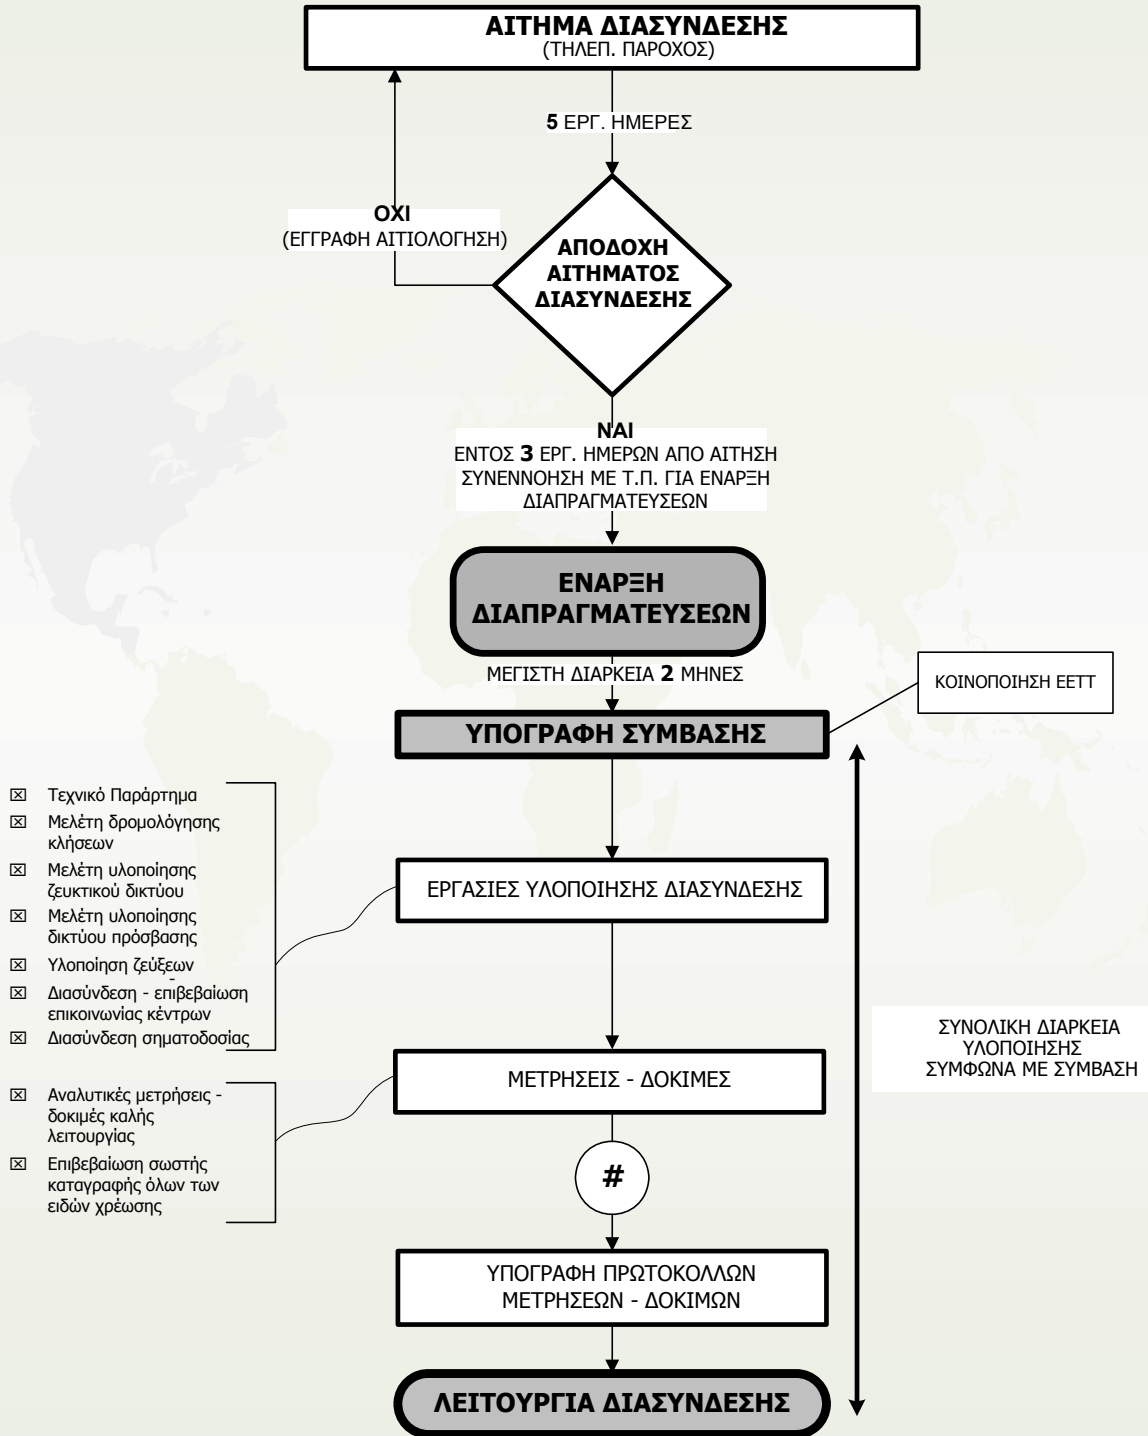 ΑΙΤΗΜΑ ΔΙΑΣΥΝΔΕΣΗΣ
(ΤΗΛΕΠ. ΠΑΡΟΧΟΣ)
5 ΕΡΓ. ΗΜΕΡΕΣ
ΟΧΙ
(ΕΓΓΡΑΦΗ ΑΙΤΙΟΛΟΓΗΣΗ)
ΑΠΟΔΟΧΗ
ΑΙΤΗΜΑΤΟΣ
ΔΙΑΣΥΝΔΕΣΗΣ
ΝΑΙ
ΕΝΤΟΣ 3 ΕΡΓ. ΗΜΕΡΩΝ ΑΠΟ ΑΙΤΗΣΗ
ΣΥΝΕΝΝΟΗΣΗ ΜΕ Τ.Π. ΓΙΑ ΕΝΑΡΞΗ
ΔΙΑΠΡΑΓΜΑΤΕΥΣΕΩΝ
ΕΝΑΡΞΗ
ΔΙΑΠΡΑΓΜΑΤΕΥΣΕΩΝ
ΜΕΓΙΣΤΗ ΔΙΑΡΚΕΙΑ 2 ΜΗΝΕΣ
ΚΟΙΝΟΠΟΙΗΣΗ ΕΕΤΤ
ΥΠΟΓΡΑΦΗ ΣΥΜΒΑΣΗΣ
☒ Τεχνικό Παράρτημα
☒ Μελέτη δρομολόγησης
κλήσεων
☒ Μελέτη υλοποίησης
ζευκτικού δικτύου
☒ Μελέτη υλοποίησης
δικτύου πρόσβασης
☒ Υλοποίηση ζεύξεων
-
☒ Διασύνδεση - επιβεβαίωση
επικοινωνίας κέντρων
☒ Διασύνδεση σηματοδοσίας
ΕΡΓΑΣΙΕΣ ΥΛΟΠΟΙΗΣΗΣ ΔΙΑΣΥΝΔΕΣΗΣ
ΣΥΝΟΛΙΚΗ ΔΙΑΡΚΕΙΑ
ΥΛΟΠΟΙΗΣΗΣ
ΣΥΜΦΩΝΑ ΜΕ ΣΥΜΒΑΣΗ
ΜΕΤΡΗΣΕΙΣ - ΔΟΚΙΜΕΣ
☒ Αναλυτικές μετρήσεις -
δοκιμές καλής
λειτουργίας
☒ Επιβεβαίωση σωστής
καταγραφής όλων των
ειδών χρέωσης
#
ΥΠΟΓΡΑΦΗ ΠΡΩΤΟΚΟΛΛΩΝ
ΜΕΤΡΗΣΕΩΝ - ΔΟΚΙΜΩΝ
ΛΕΙΤΟΥΡΓΙΑ ΔΙΑΣΥΝΔΕΣΗΣ